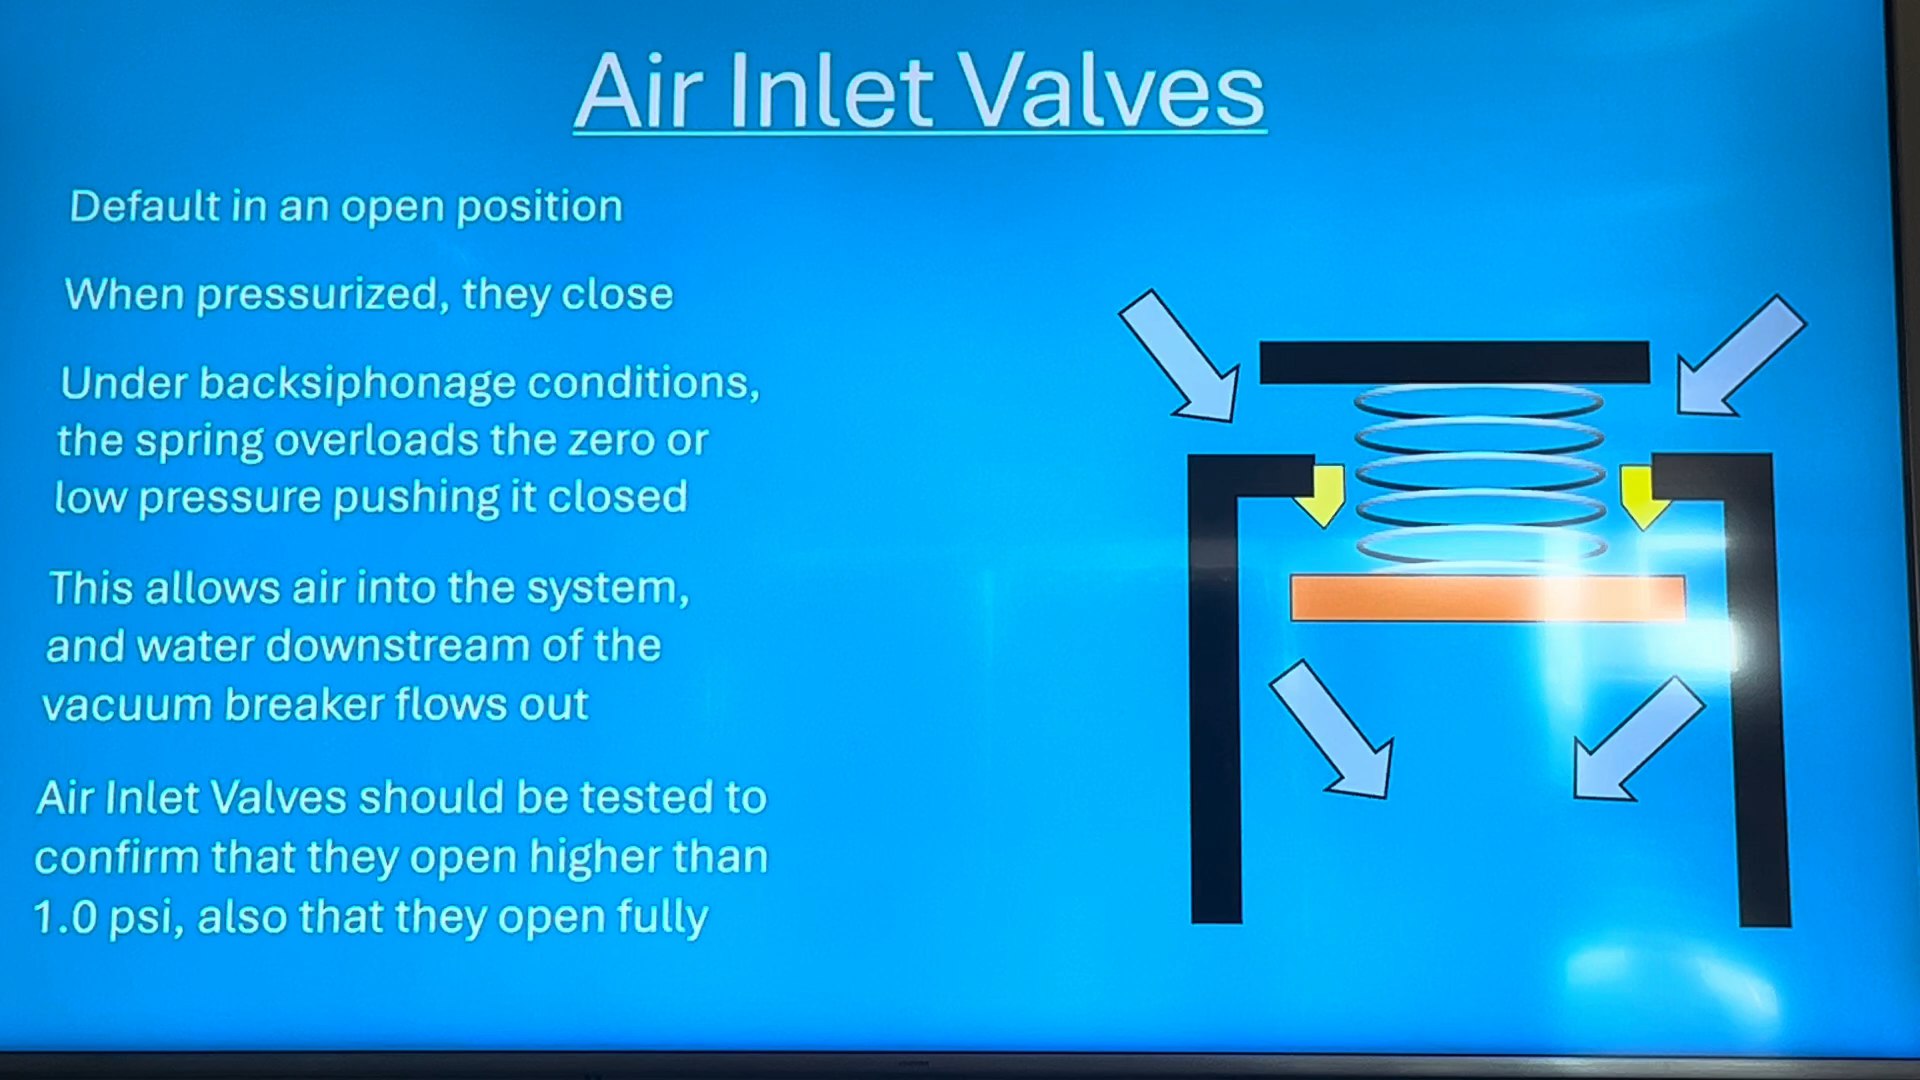 Air Inlet Valves
Default in an open position
When pressurized, they close
Under backsiphonage conditions,
the spring overloads the zero or
low pressure pushing it closed
This allows air into the system,
and water downstream of the
vacuum breaker flows out
Air Inlet Valves should be tested to
confirm that they open higher than
1.0 psi, also that they open fully